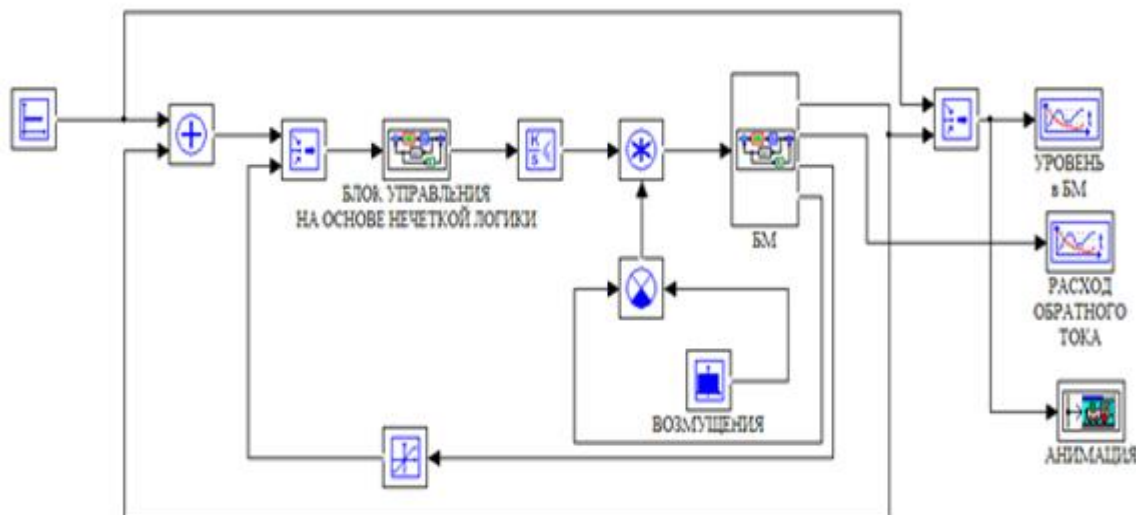 БЛОК УПРАВЛЕНИЯ
НА ОСНОВЕ НЕЧЕТКОЙ ЛОГИКИ
K
S
БМ
УРОВЕНЬ
в БМ
РАСХОД
ОБРАТНОГО
ТОКА
ВОЗМУЩЕНИЯ
АНИМАЦИЯ